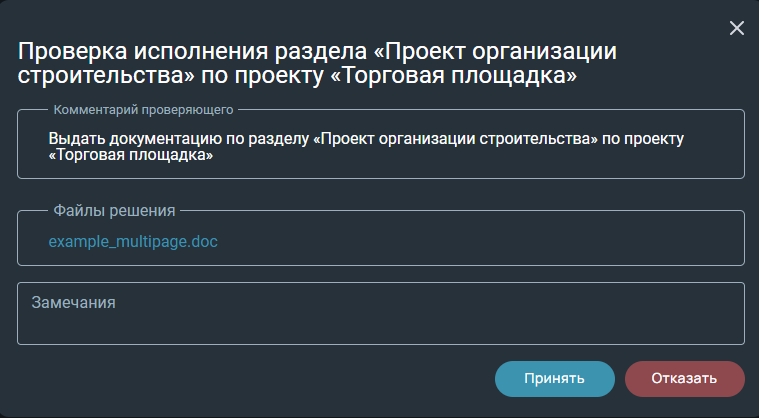 Проверка исполнения раздела «Проект организации
строительства» по проекту «Торговая площадка»
Комментарий проверяющего
Выдать документацию по разделу «Проект организации строительства» по проекту
«Торговая площадка»
Файлы решения
example_multipage.doc
Замечания
Принять
Отказать